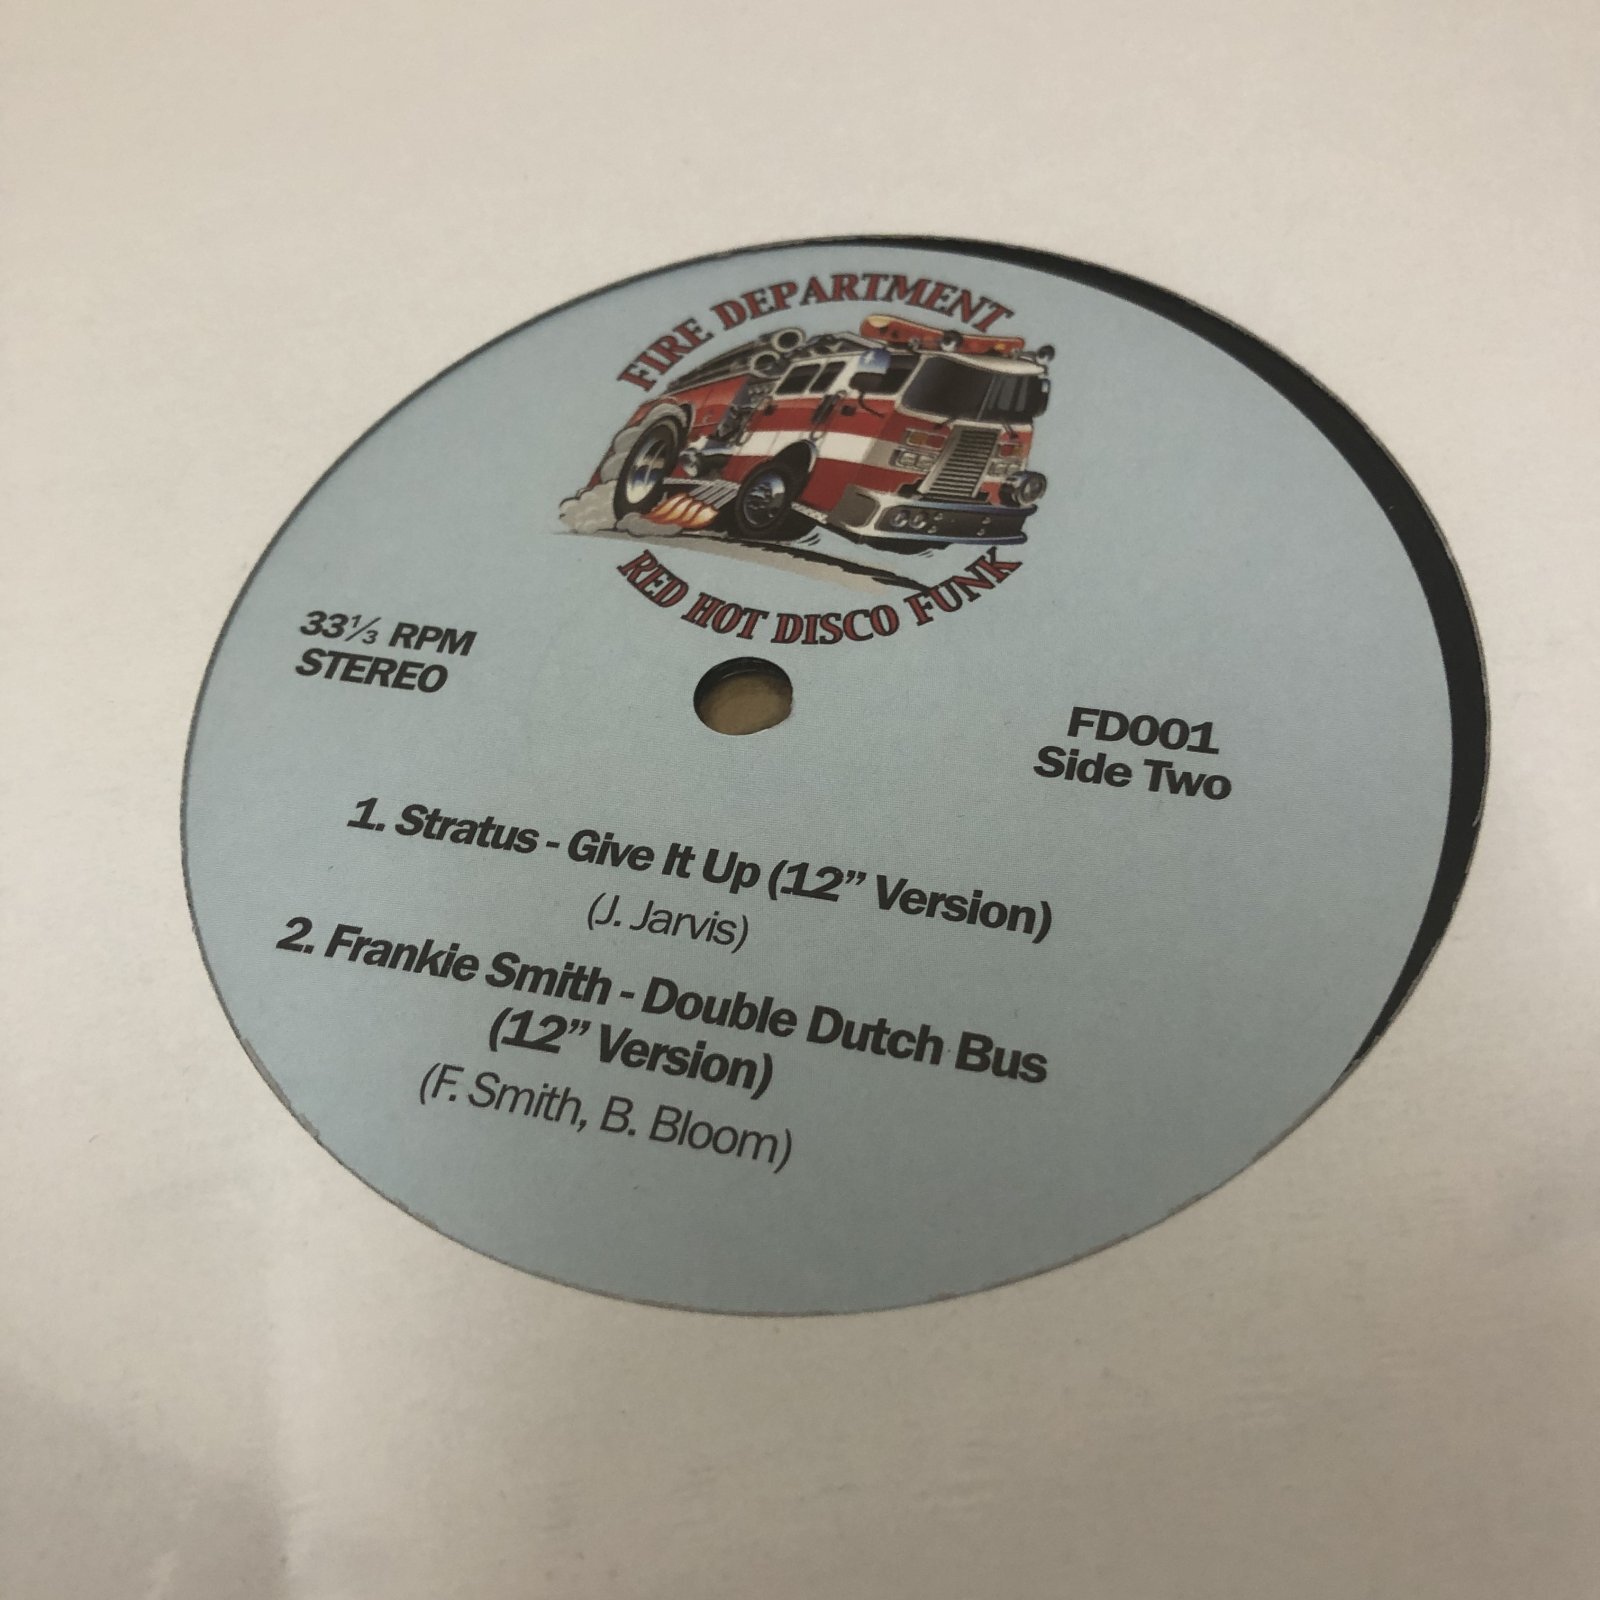 FIRE DEPARTMENT
RED HOT DISCO FUNK
33⅓ RPM
STEREO
FD001
Side Two
1. Stratus - Give It Up (12” Version)
(J. Jarvis)
2. Frankie Smith - Double Dutch Bus
(12” Version)
(F. Smith, B. Bloom)